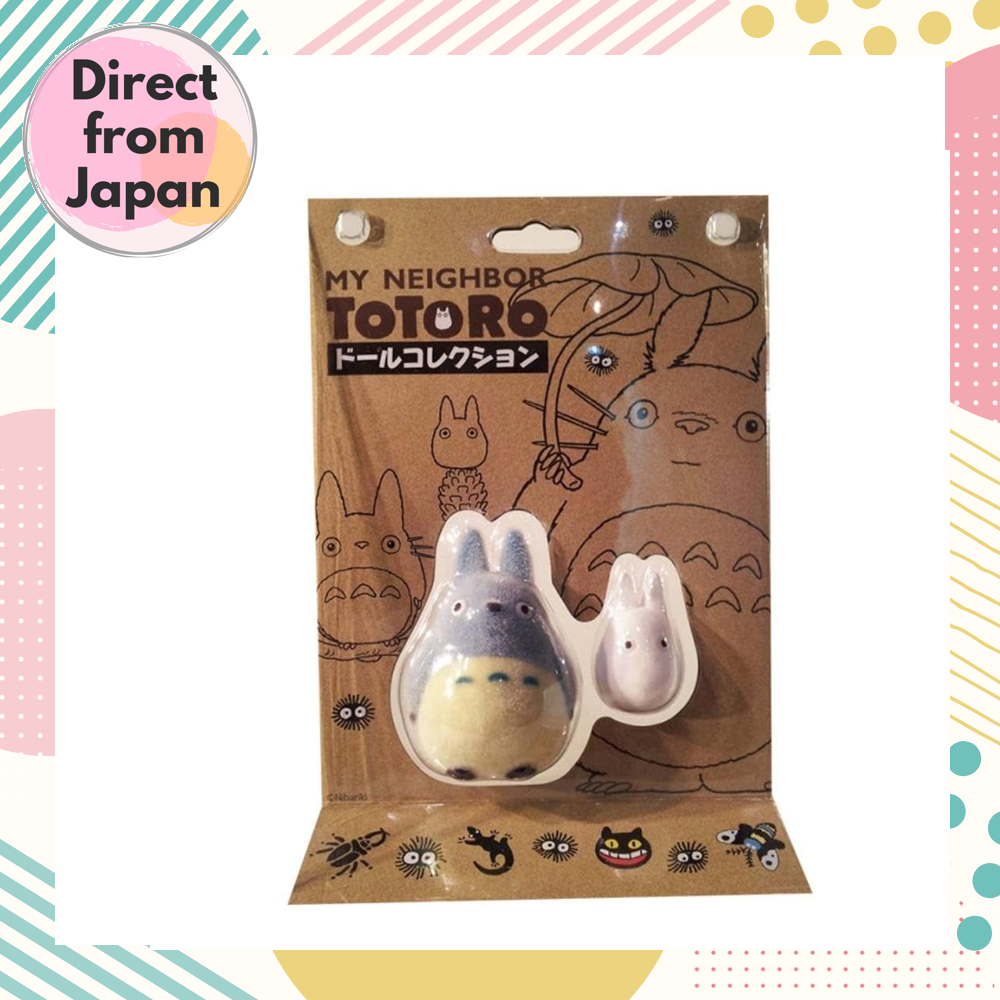 Direct
from
Japan
MY NEIGHBOR
TOTORO
ドールコレクション
©Nibariki